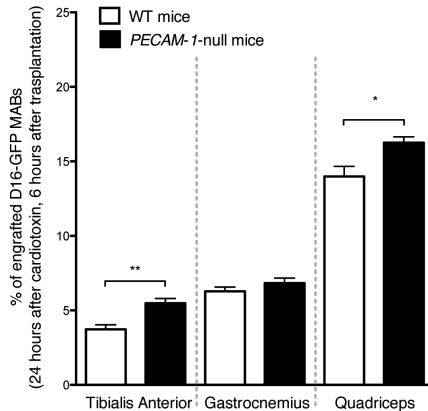 WT mice
PECAM-1-null mice
% of engrafted D16-GFP MABs
(24 hours after cardiotoxin, 6 hours after trasplantation)
25
20
15
10
5
0
**
*
Tibialis Anterior
Gastrocnemius
Quadriceps